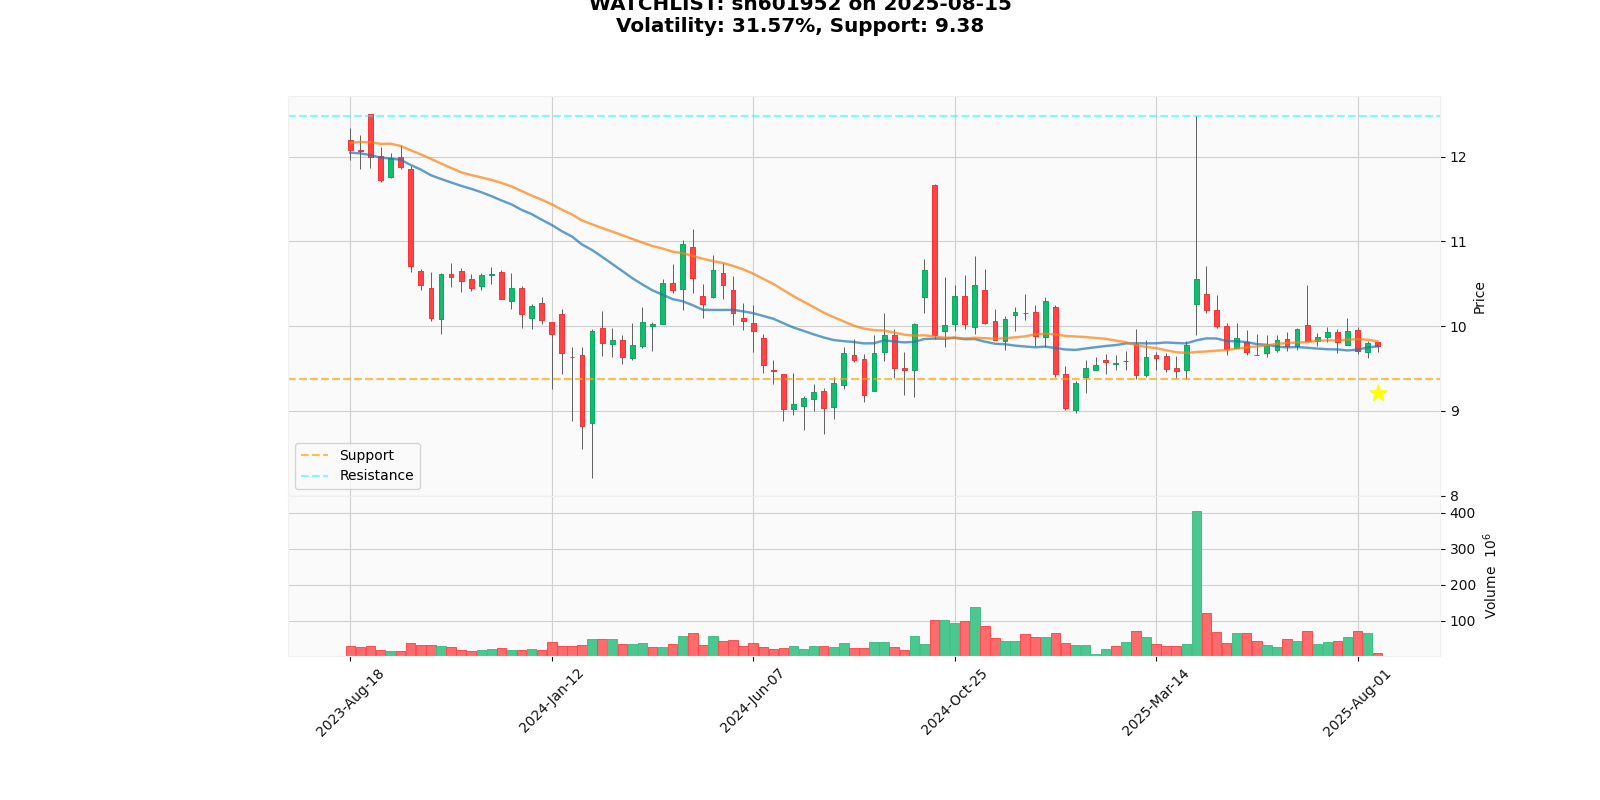 WATCHLIST: sh601952 on 2025-08-15
Volatility: 31.57%, Support: 9.38
12
11
10
9
8
Price
Support
Resistance
400
300
200
100
Volume 10^6
2023-Aug-18
2024-Jan-12
2024-Jun-07
2024-Oct-25
2025-Mar-14
2025-Aug-01